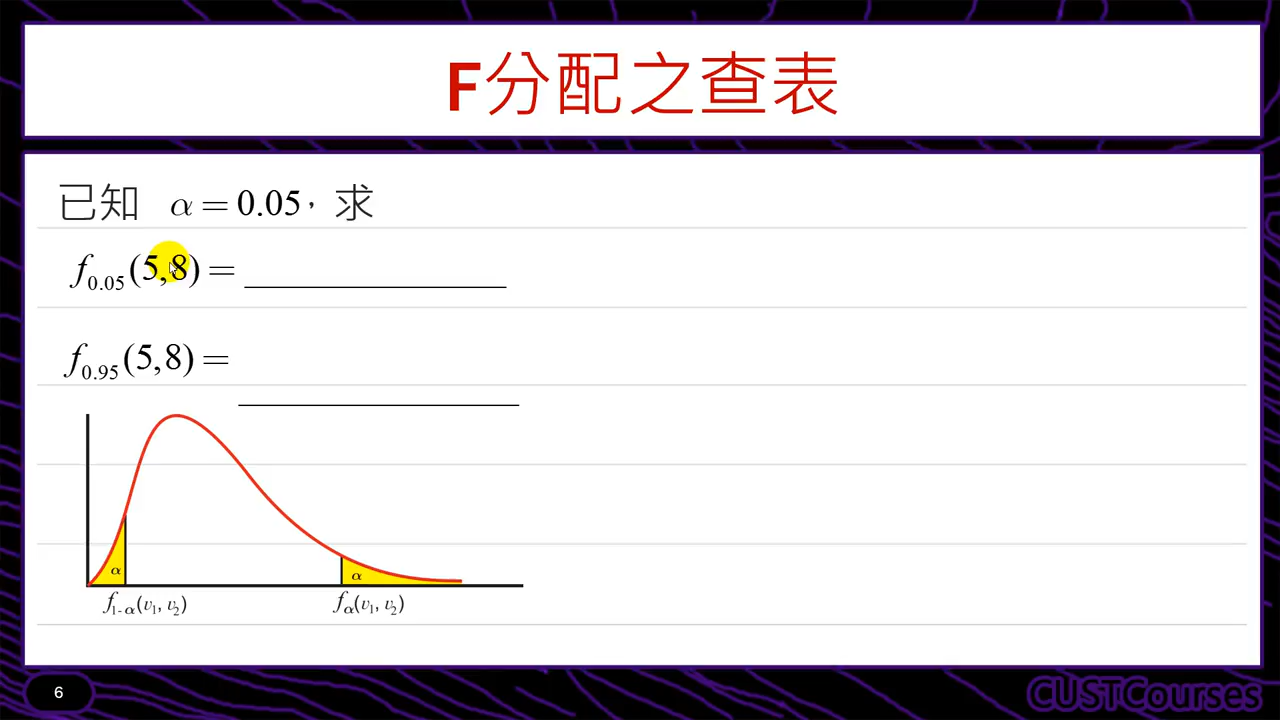 F分配之查表
已知 α = 0.05，求
f0.05(5,8) =
f0.95(5,8) =
α
α
f1-α(v1, v2)
fα(v1, v2)
6
CUSTCourses